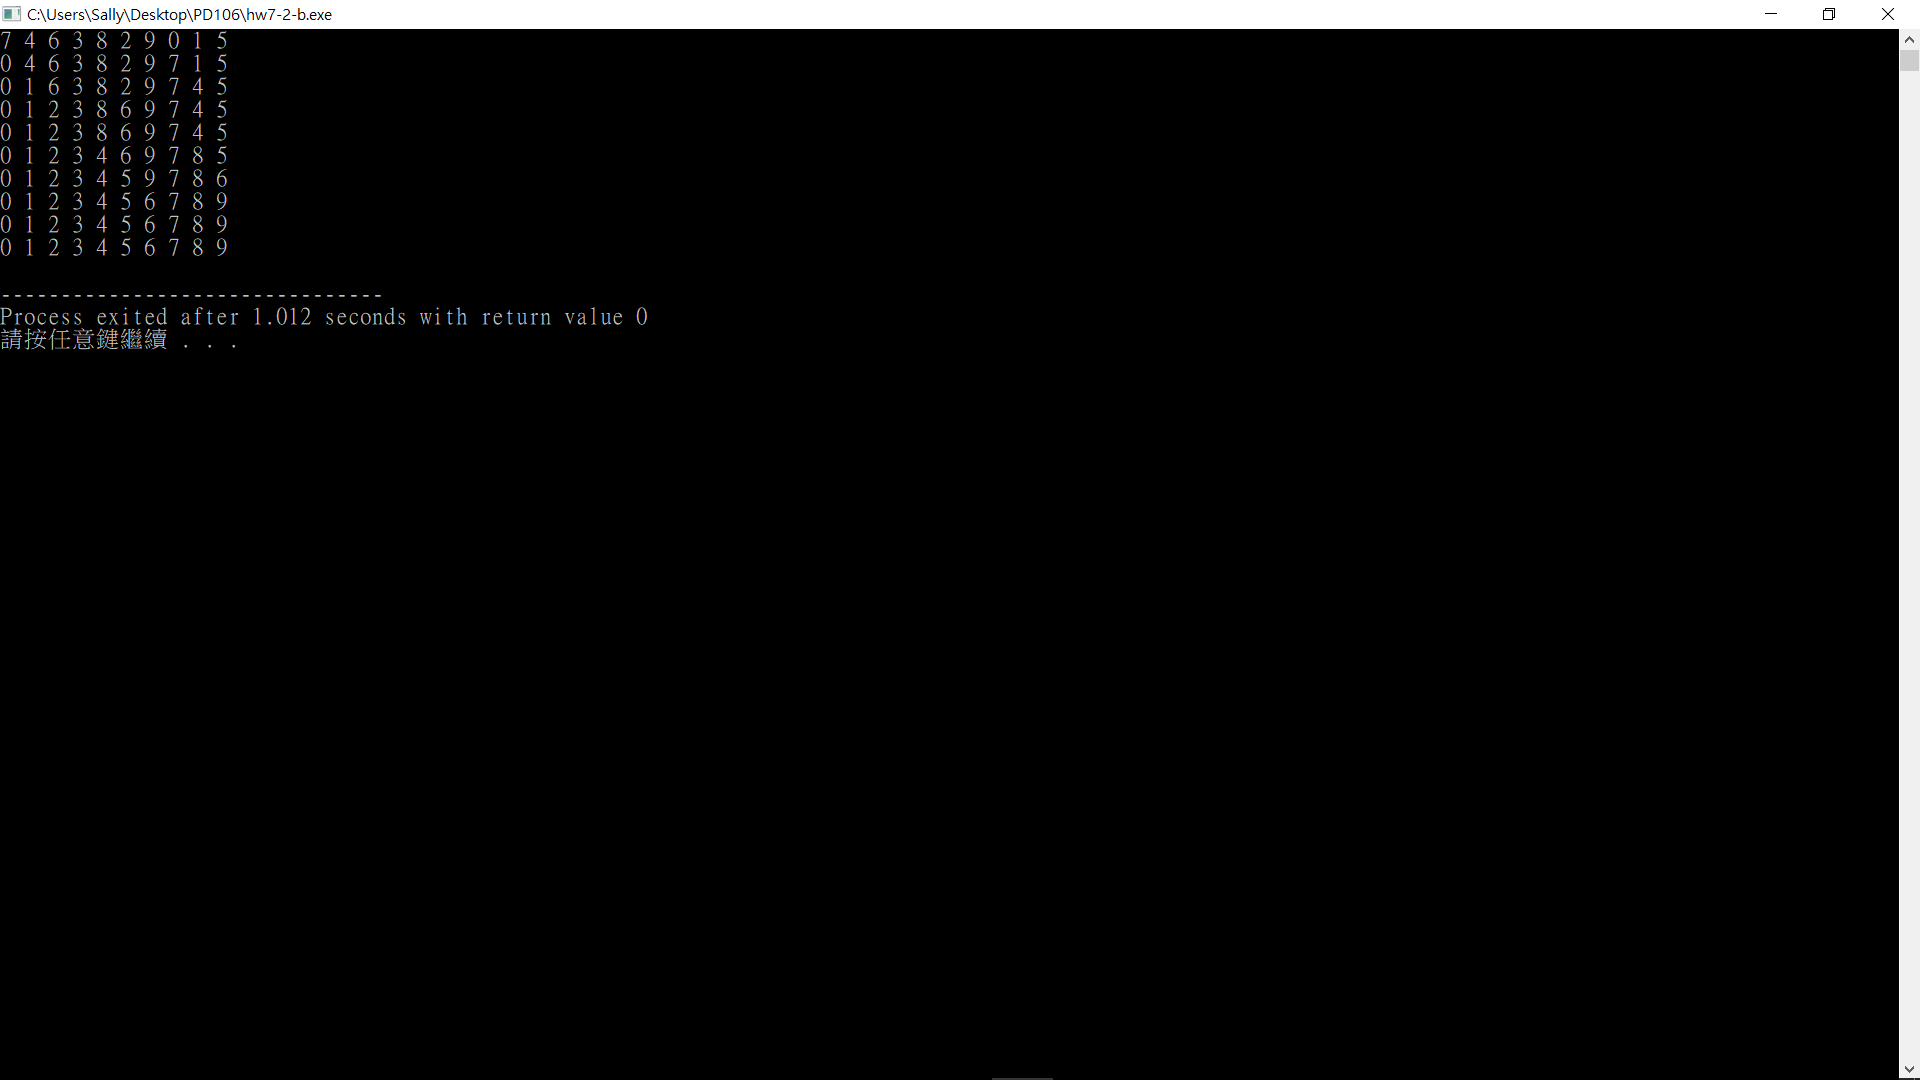 C:\Users\Sally\Desktop\PD106\hw7-2-b.exe
7 4 6 3 8 2 9 0 1 5
0 4 6 3 8 2 9 7 1 5
0 1 6 3 8 2 9 7 4 5
0 1 2 3 8 6 9 7 4 5
0 1 2 3 8 6 9 7 4 5
0 1 2 3 4 6 9 7 8 5
0 1 2 3 4 5 9 7 8 6
0 1 2 3 4 5 6 7 8 9
0 1 2 3 4 5 6 7 8 9
0 1 2 3 4 5 6 7 8 9
--------------------------------
Process exited after 1.012 seconds with return value 0
請按任意鍵繼續 . . .